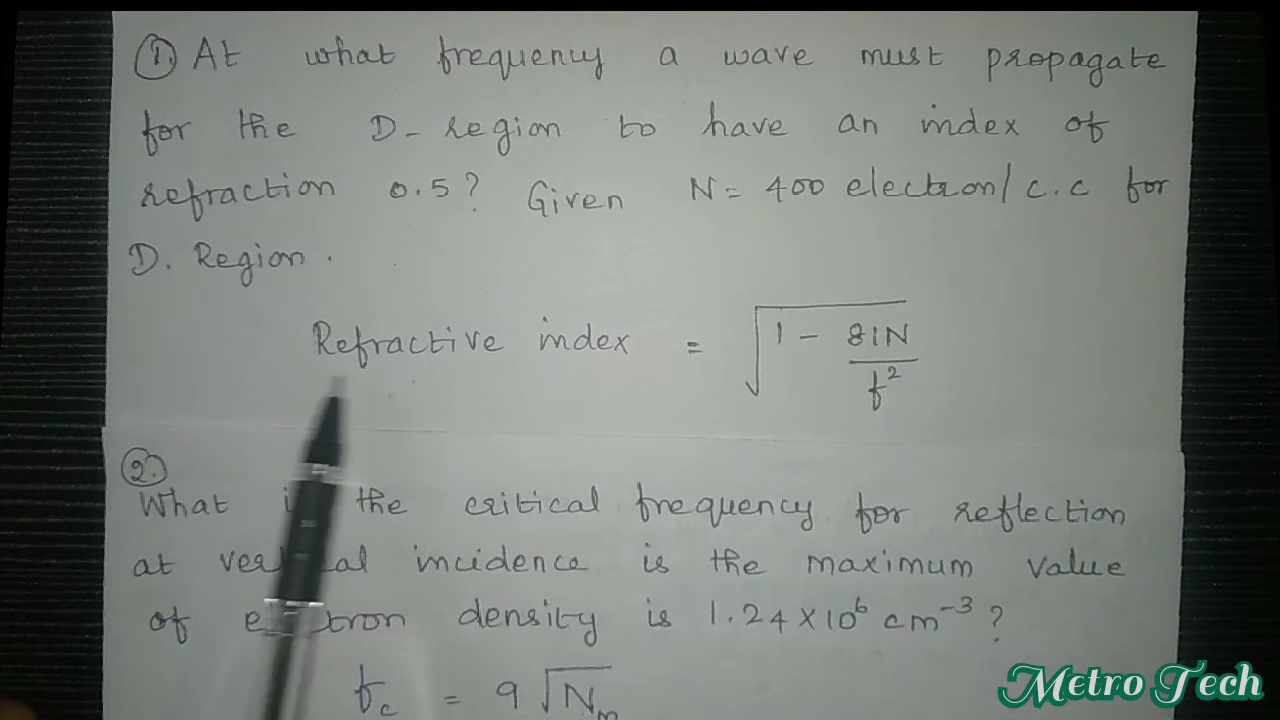 1. At what frequency a wave must propagate
for the D-region to have an index of
refraction 0.5? Given N = 400 electron/c.c for
D. Region.
Refractive index = √(1 - 81N/f²)
2.
What the critical frequency for reflection
at incidence is the maximum value
of density is 1.24×10⁶ cm⁻³?
fc = 9√Nm
Metro Tech